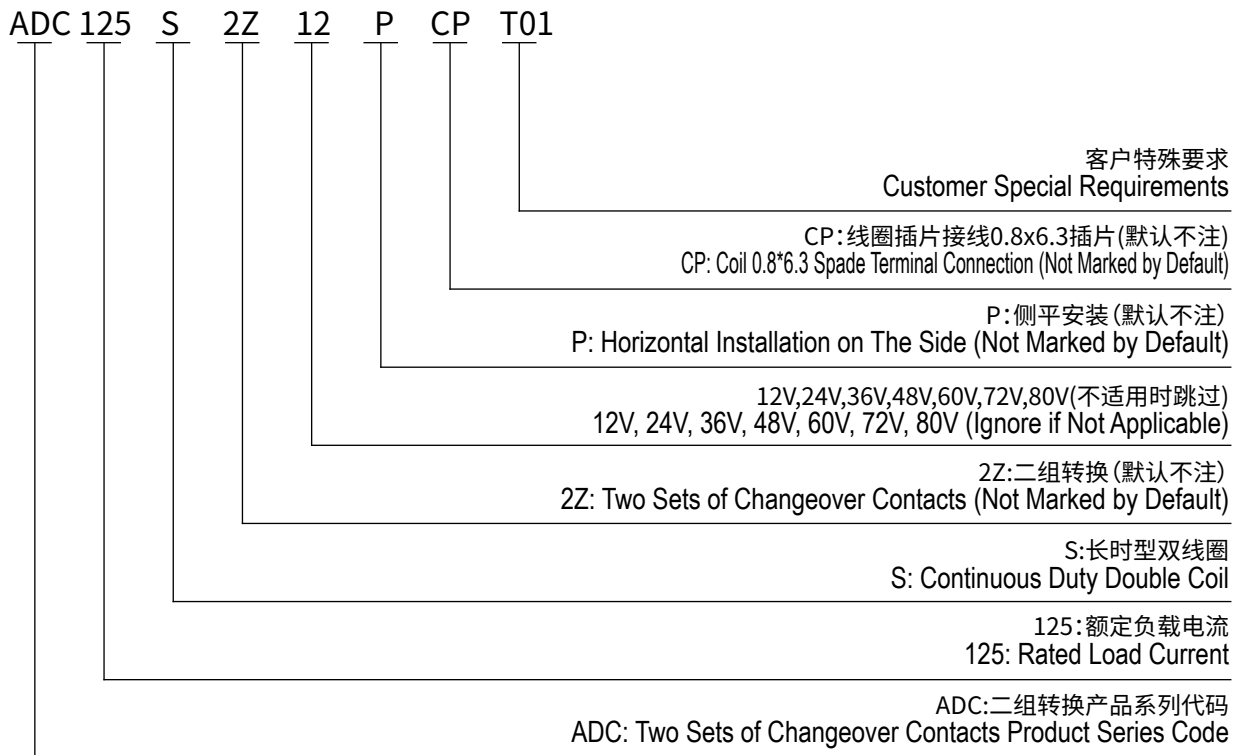 ADC 125 S 2Z 12 P CP T01
客户特殊要求
Customer Special Requirements
CP:线圈插片接线0.8x6.3插片(默认不注)
CP: Coil 0.8*6.3 Spade Terminal Connection (Not Marked by Default)
P:侧平安装(默认不注)
P: Horizontal Installation on The Side (Not Marked by Default)
12V,24V,36V,48V,60V,72V,80V(不适用时跳过)
12V, 24V, 36V, 48V, 60V, 72V, 80V (Ignore if Not Applicable)
2Z:二组转换(默认不注)
2Z: Two Sets of Changeover Contacts (Not Marked by Default)
S:长时型双线圈
S: Continuous Duty Double Coil
125:额定负载电流
125: Rated Load Current
ADC:二组转换产品系列代码
ADC: Two Sets of Changeover Contacts Product Series Code